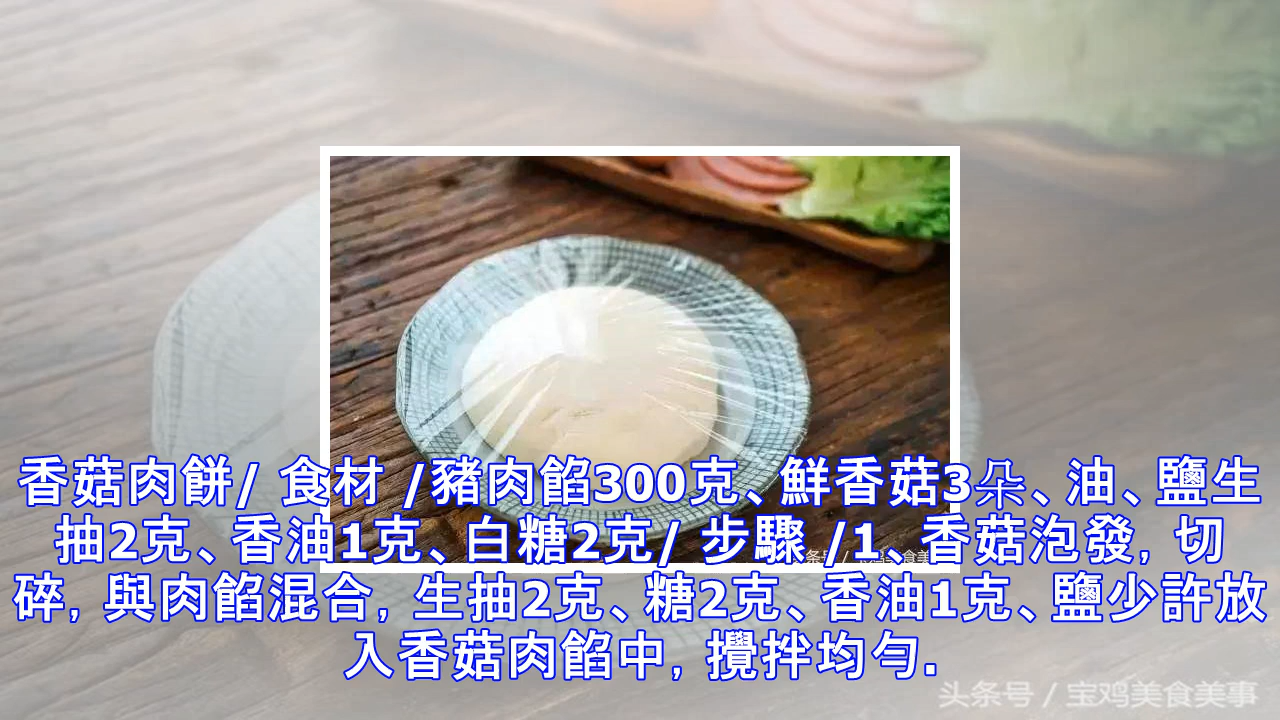 香菇肉餅/ 食材 /豬肉餡300克、鮮香菇3朵、油、鹽生
抽2克、香油1克、白糖2克/ 步驟 /1、香菇泡發, 切
碎, 與肉餡混合, 生抽2克、糖2克、香油1克、鹽少許放
入香菇肉餡中, 攪拌均勻.
头条号 / 宝鸡美食美事